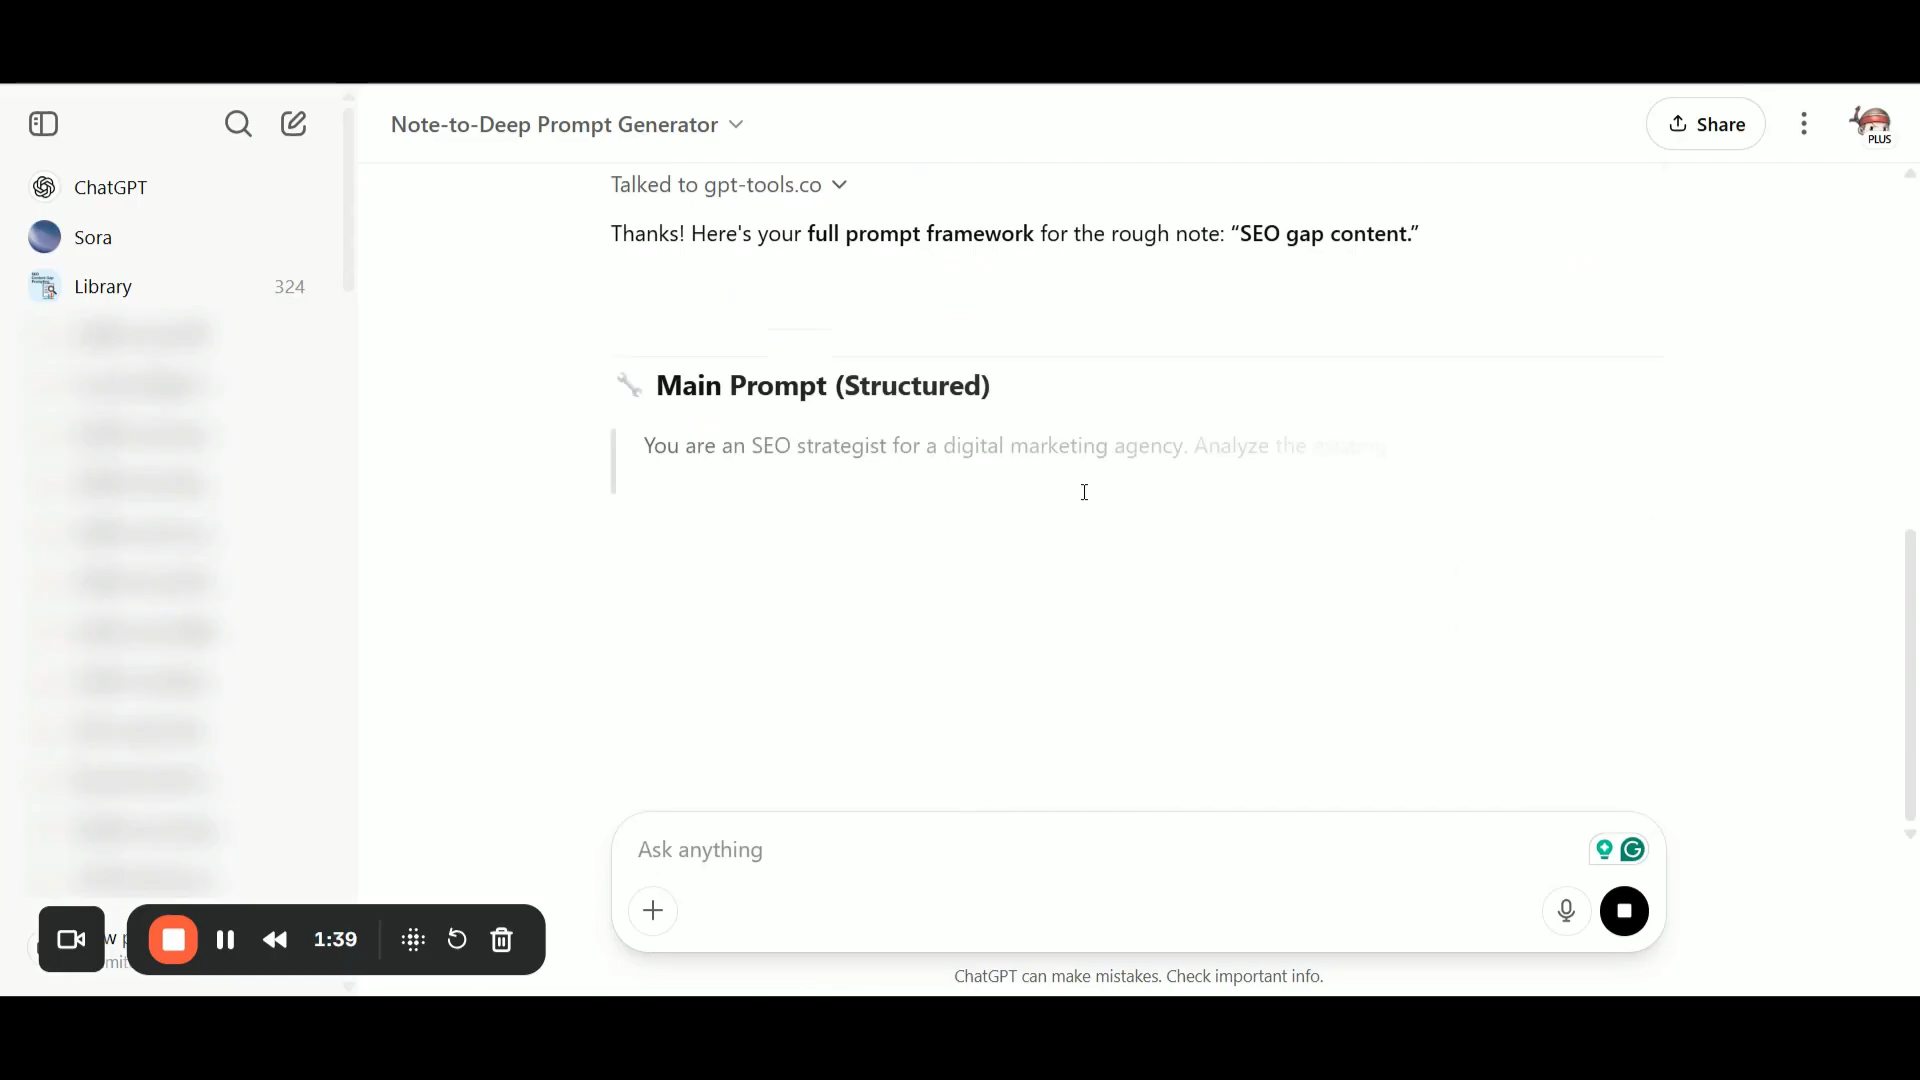 Note-to-Deep Prompt Generator
Share
PLUS
ChatGPT
Sora
Library 324
Talked to gpt-tools.co
Thanks! Here's your full prompt framework for the rough note: “SEO gap content.”
Main Prompt (Structured)
You are an SEO strategist for a digital marketing agency. Analyze the
Ask anything
1:39
ChatGPT can make mistakes. Check important info.